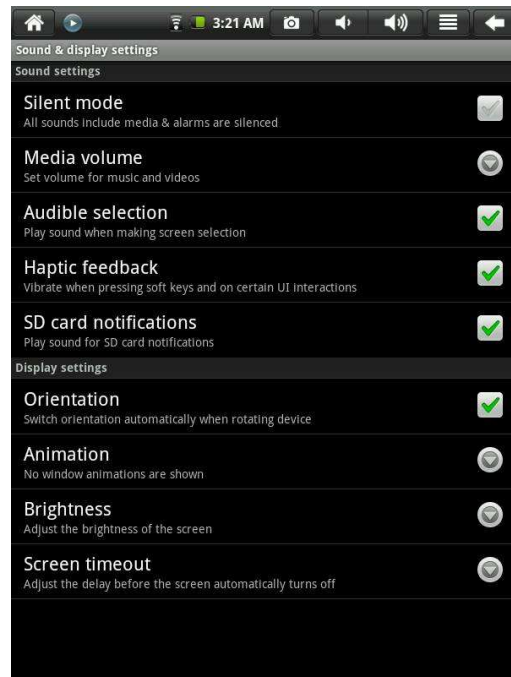 3:21 AM
Sound & display settings
Sound settings
Silent mode
All sounds include media & alarms are silenced
Media volume
Set volume for music and videos
Audible selection
Play sound when making screen selection
Haptic feedback
Vibrate when pressing soft keys and on certain UI interactions
SD card notifications
Play sound for SD card notifications
Display settings
Orientation
Switch orientation automatically when rotating device
Animation
No window animations are shown
Brightness
Adjust the brightness of the screen
Screen timeout
Adjust the delay before the screen automatically turns off